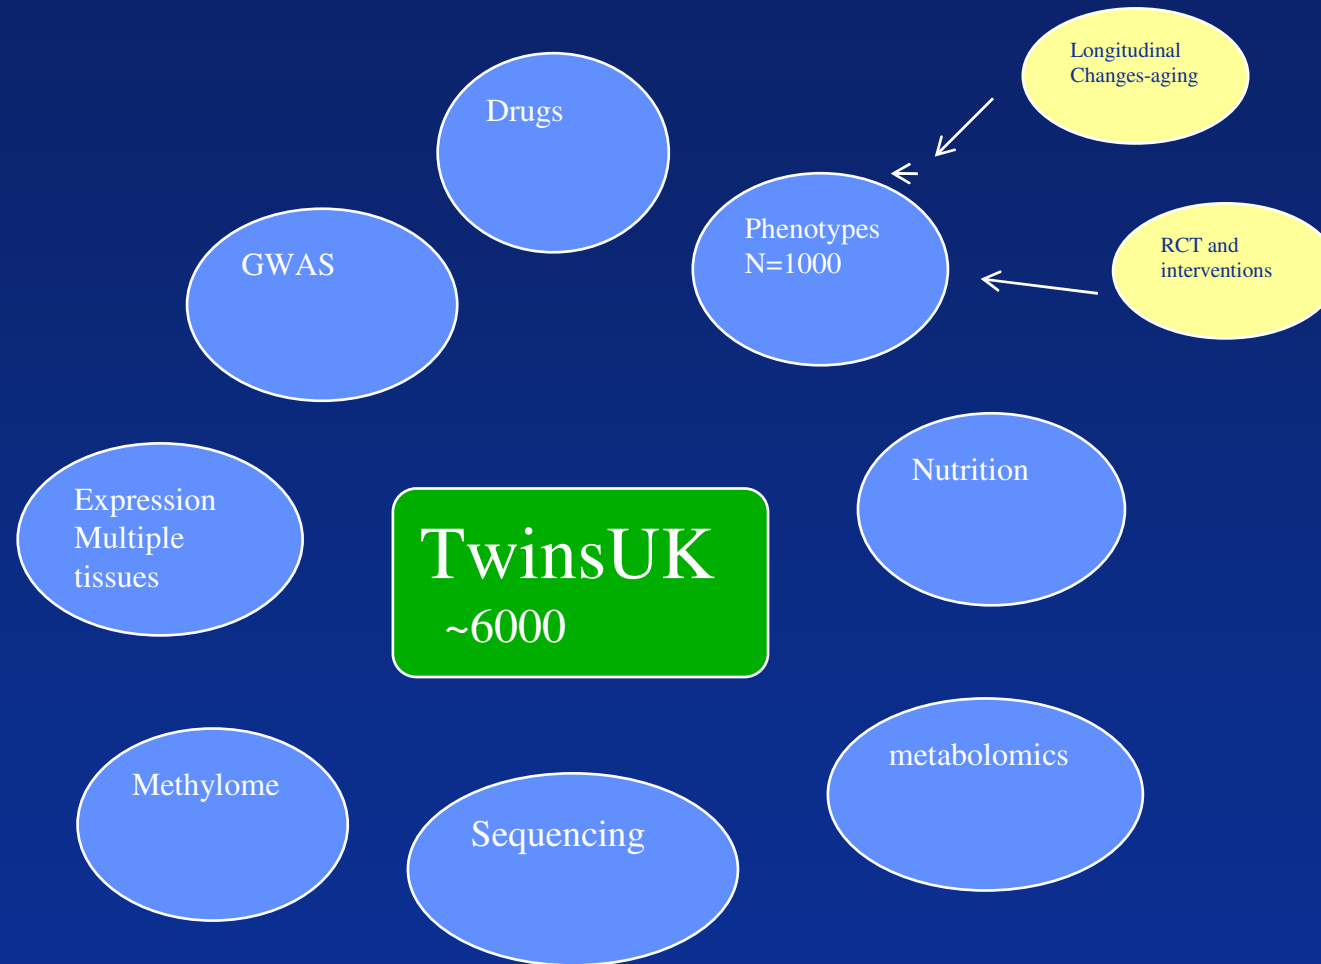 Longitudinal
Changes-aging
Drugs
Phenotypes
N=1000
RCT and
interventions
GWAS
Nutrition
Expression
Multiple
tissues
TwinsUK
~6000
metabolomics
Methylome
Sequencing